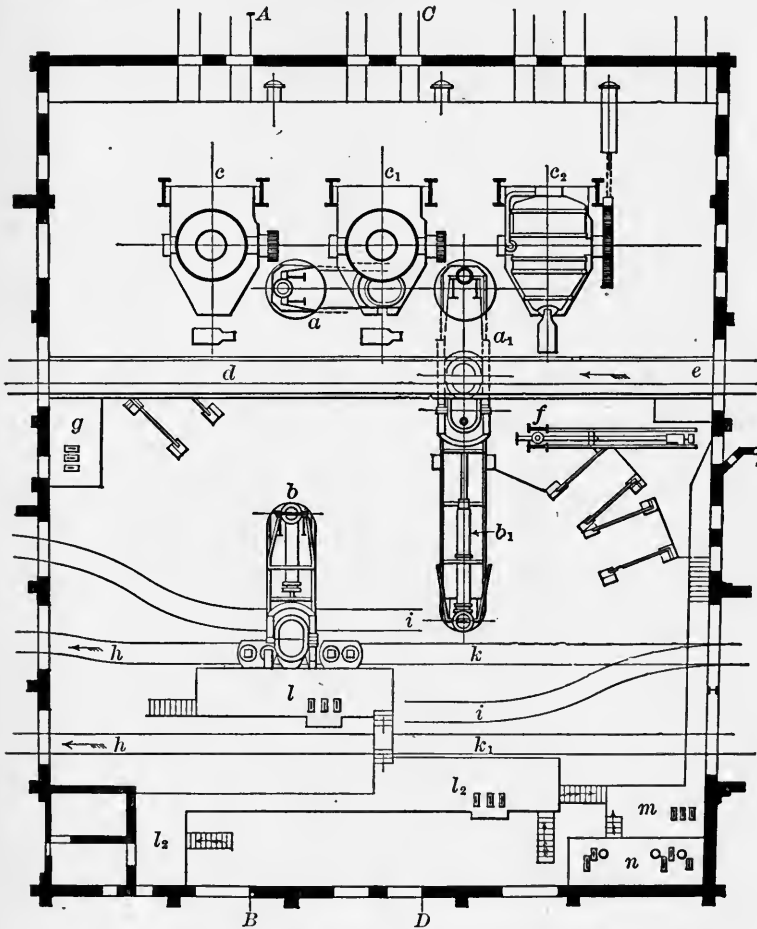 A C
c c₁ c₂
a a₁
d e
g f
b b₁
i
h k
l i
h k₁
l₂ m
l₂ n
B D